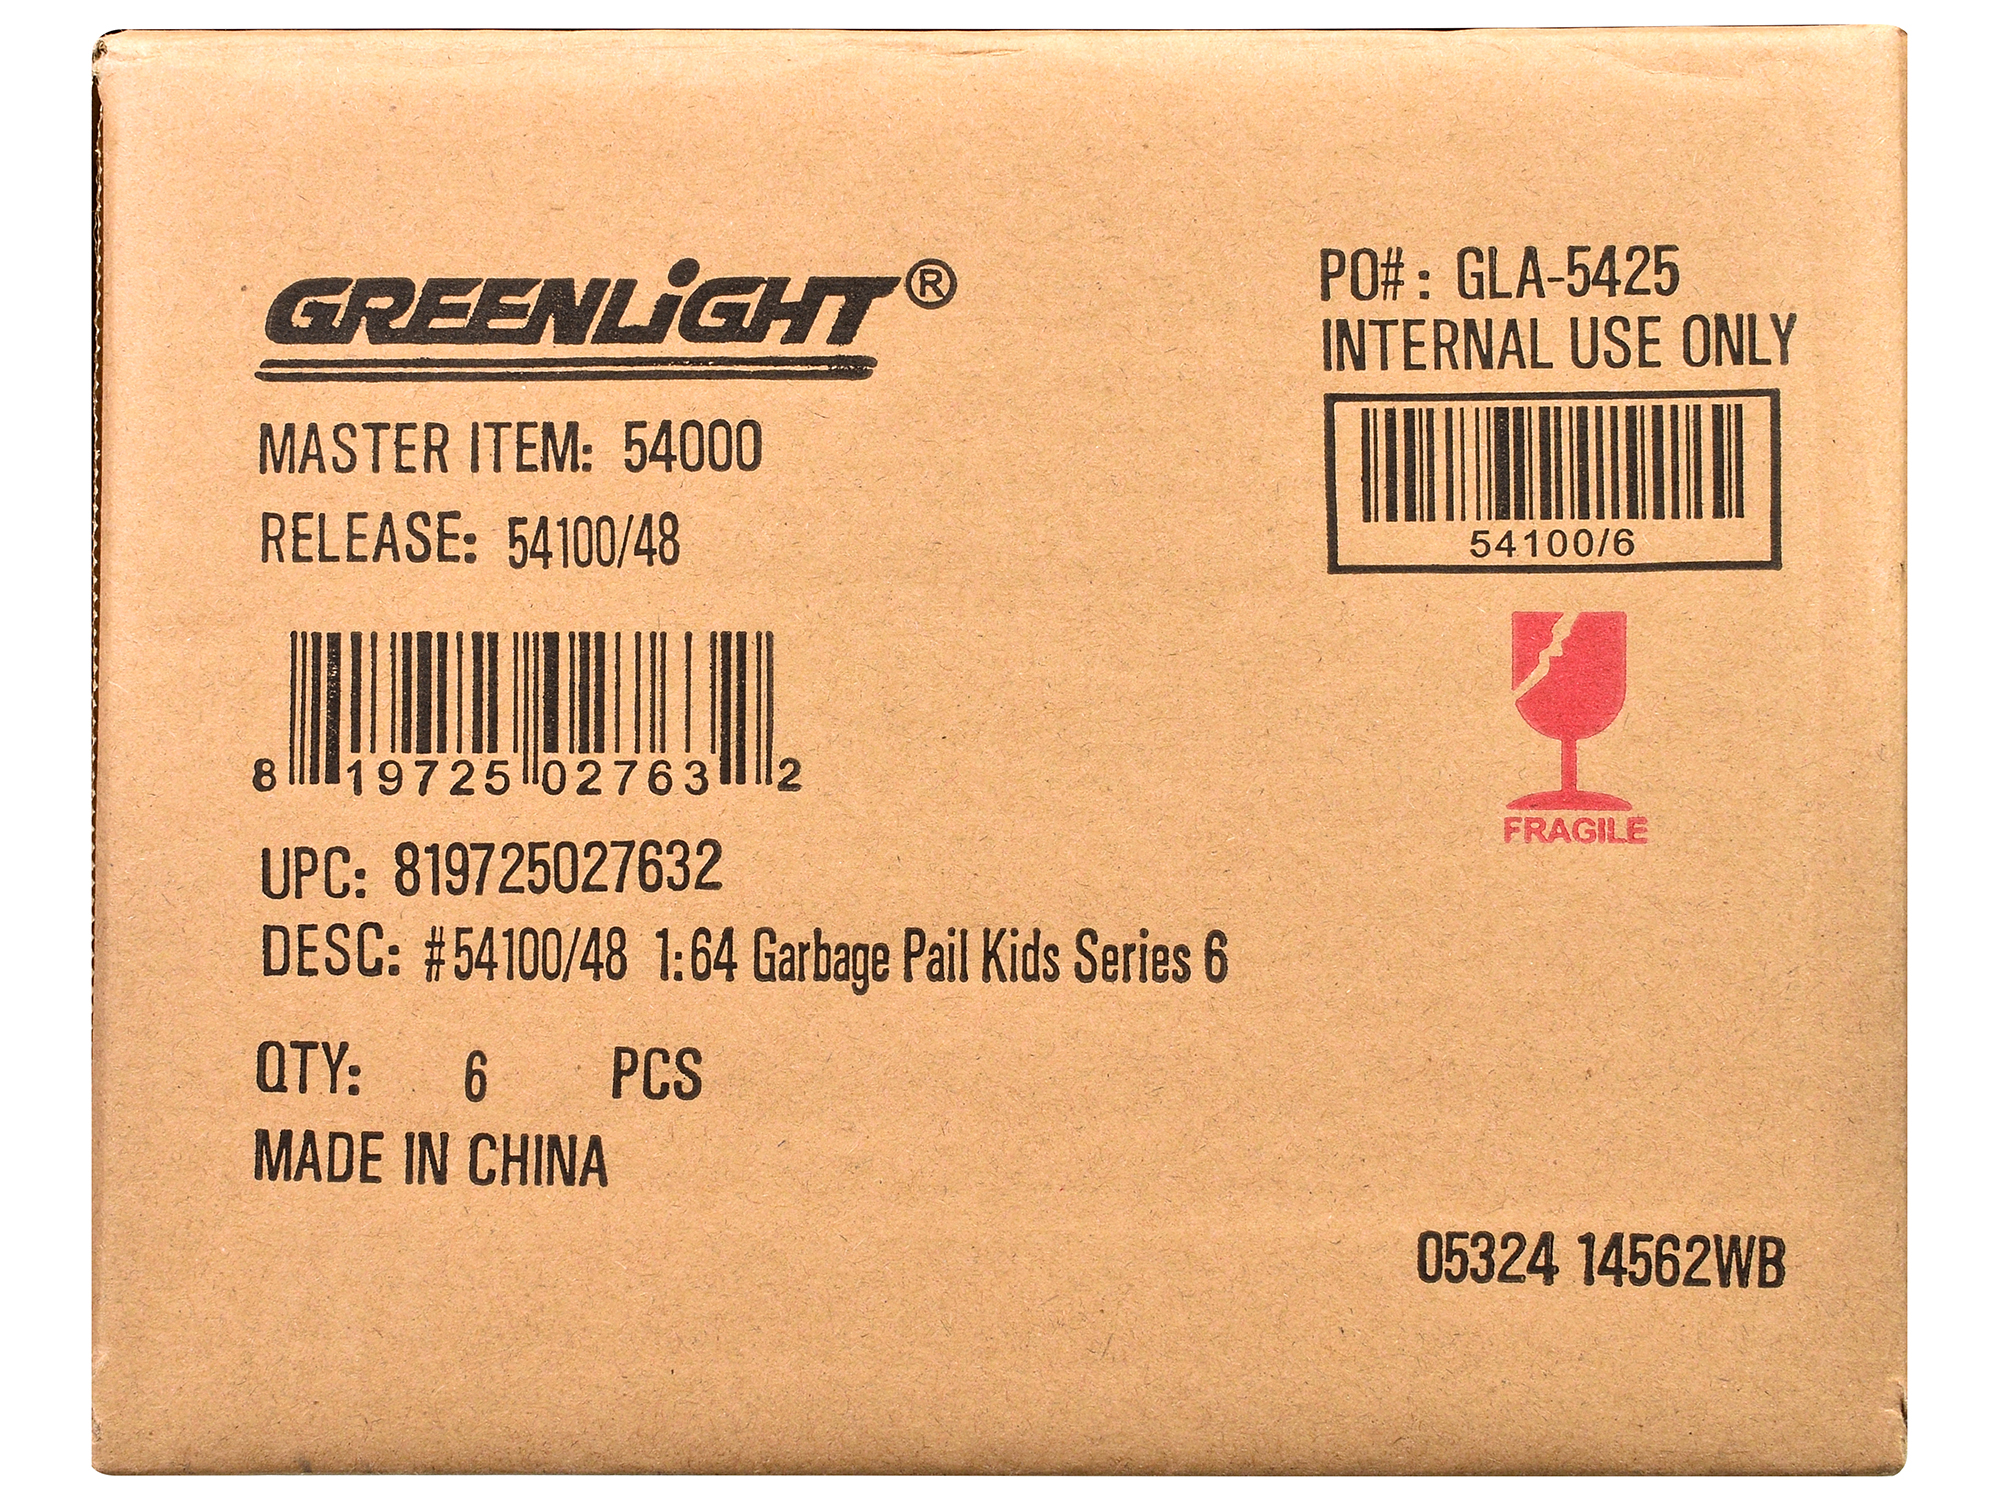 GREENLiGHT®
MASTER ITEM: 54000
RELEASE: 54100/48
8 19725 02763 2
UPC: 819725027632
DESC: #54100/48 1:64 Garbage Pail Kids Series 6
QTY: 6 PCS
MADE IN CHINA
PO#: GLA-5425
INTERNAL USE ONLY
54100/6
FRAGILE
05324 14562WB